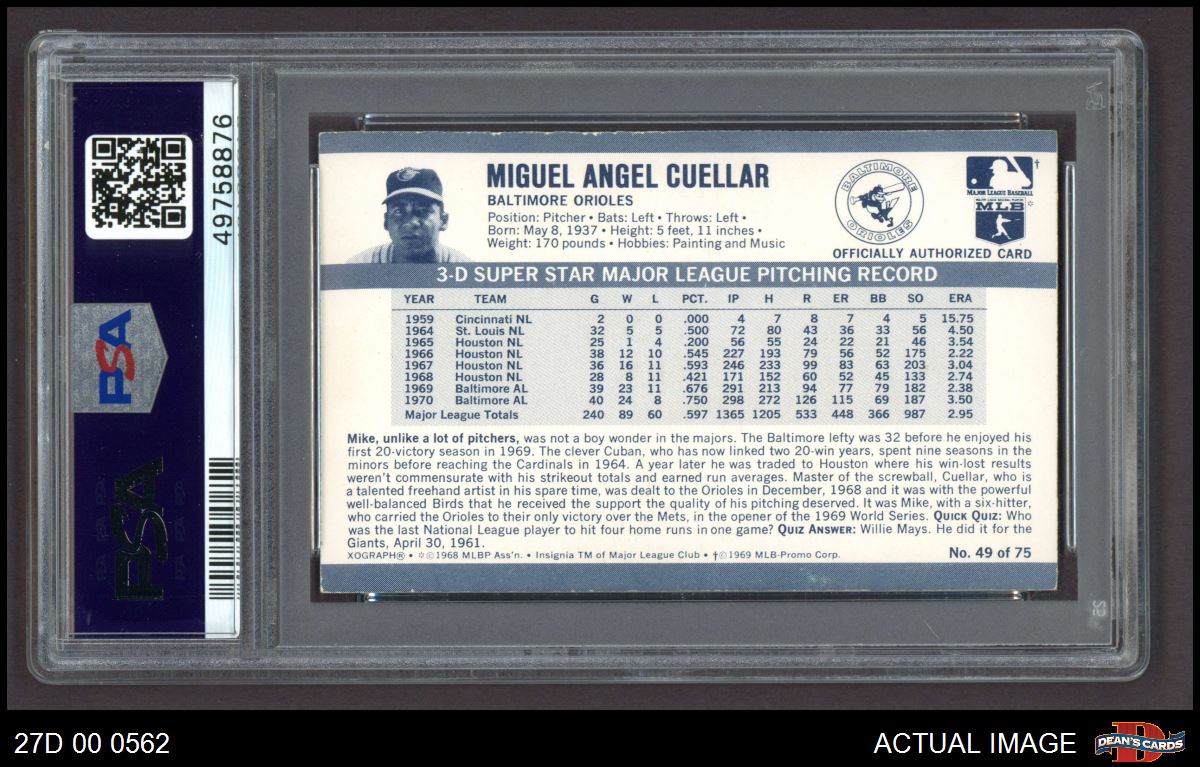 PSA
49758876
PSA
MIGUEL ANGEL CUELLAR
BALTIMORE ORIOLES
Position: Pitcher • Bats: Left • Throws: Left •
Born: May 8, 1937 • Height: 5 feet, 11 inches •
Weight: 170 pounds • Hobbies: Painting and Music
BALTIMORE
ORIOLES
†
MAJOR LEAGUE BASEBALL
MLB
OFFICIALLY AUTHORIZED CARD
3-D SUPER STAR MAJOR LEAGUE PITCHING RECORD
YEAR TEAM G W L PCT. IP H R ER BB SO ERA
1959 Cincinnati NL 2 0 0 .000 4 7 8 7 4 5 15.75
1964 St. Louis NL 32 5 5 .500 72 80 43 36 33 56 4.50
1965 Houston NL 25 1 4 .200 56 55 24 22 21 46 3.54
1966 Houston NL 38 12 10 .545 227 193 79 56 52 175 2.22
1967 Houston NL 36 16 11 .593 246 233 99 83 63 203 3.04
1968 Houston NL 28 8 11 .421 171 152 60 52 45 133 2.74
1969 Baltimore AL 39 23 11 .676 291 213 94 77 79 182 2.38
1970 Baltimore AL 40 24 8 .750 298 272 126 115 69 187 3.50
Major League Totals 240 89 60 .597 1365 1205 533 448 366 987 2.95
Mike, unlike a lot of pitchers, was not a boy wonder in the majors. The Baltimore lefty was 32 before he enjoyed his
first 20-victory season in 1969. The clever Cuban, who has now linked two 20-win years, spent nine seasons in the
minors before reaching the Cardinals in 1964. A year later he was traded to Houston where his win-lost results
weren't commensurate with his strikeout totals and earned run averages. Master of the screwball, Cuellar, who is
a talented freehand artist in his spare time, was dealt to the Orioles in December, 1968 and it was with the powerful
well-balanced Birds that he received the support the quality of his pitching deserved. It was Mike, with a six-hitter,
who carried the Orioles to their only victory over the Mets, in the opener of the 1969 World Series. QUICK QUIZ: Who
was the last National League player to hit four home runs in one game? QUIZ ANSWER: Willie Mays. He did it for the
Giants, April 30, 1961.
XOGRAPH® • ☼©1968 MLBP Ass'n. • Insignia TM of Major League Club • †©1969 MLB-Promo Corp.
No. 49 of 75
27D 00 0562
ACTUAL IMAGE
D
DEAN'S CARDS